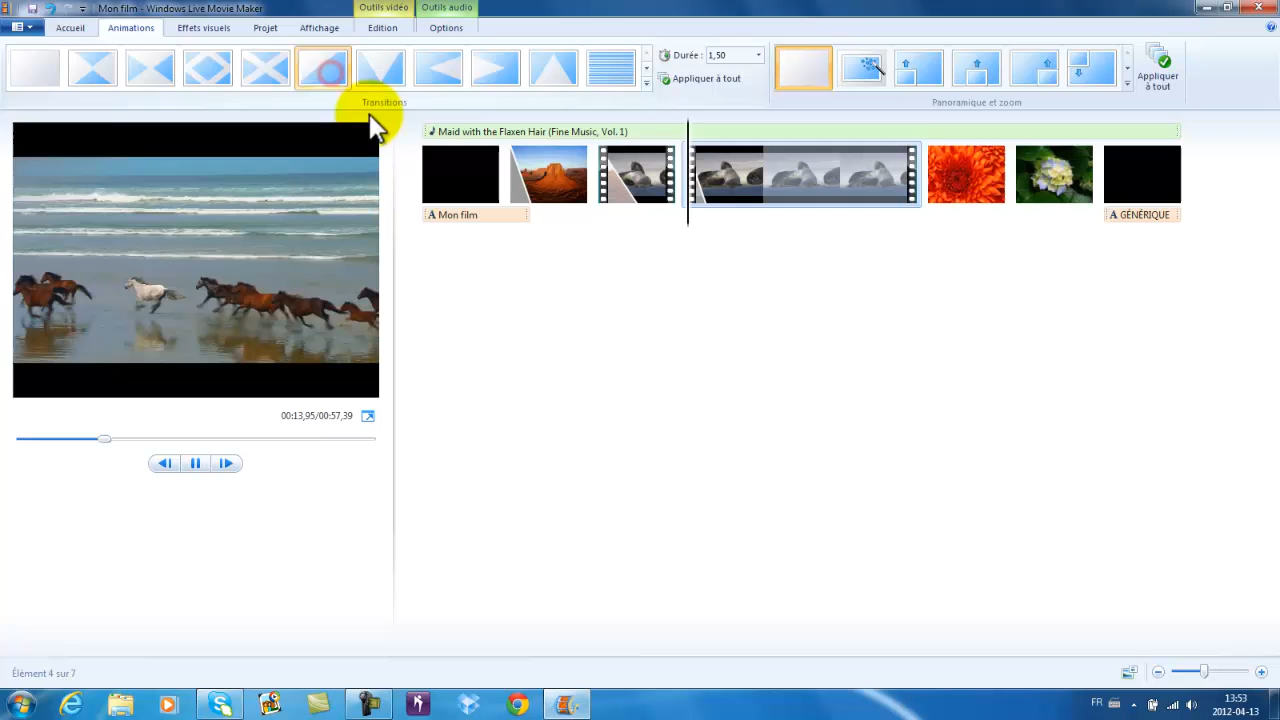 Mon film - Windows Live Movie Maker
Outils vidéo
Outils audio
Accueil
Animations
Effets visuels
Projet
Affichage
Edition
Options
Durée : 1,50
Appliquer à tout
Appliquer
à tout
Transitions
Panoramique et zoom
Maid with the Flaxen Hair (Fine Music, Vol. 1)
A Mon film
A GÉNÉRIQUE
00:13,95/00:57,39
Élément 4 sur 7
FR
13:53
2012-04-13